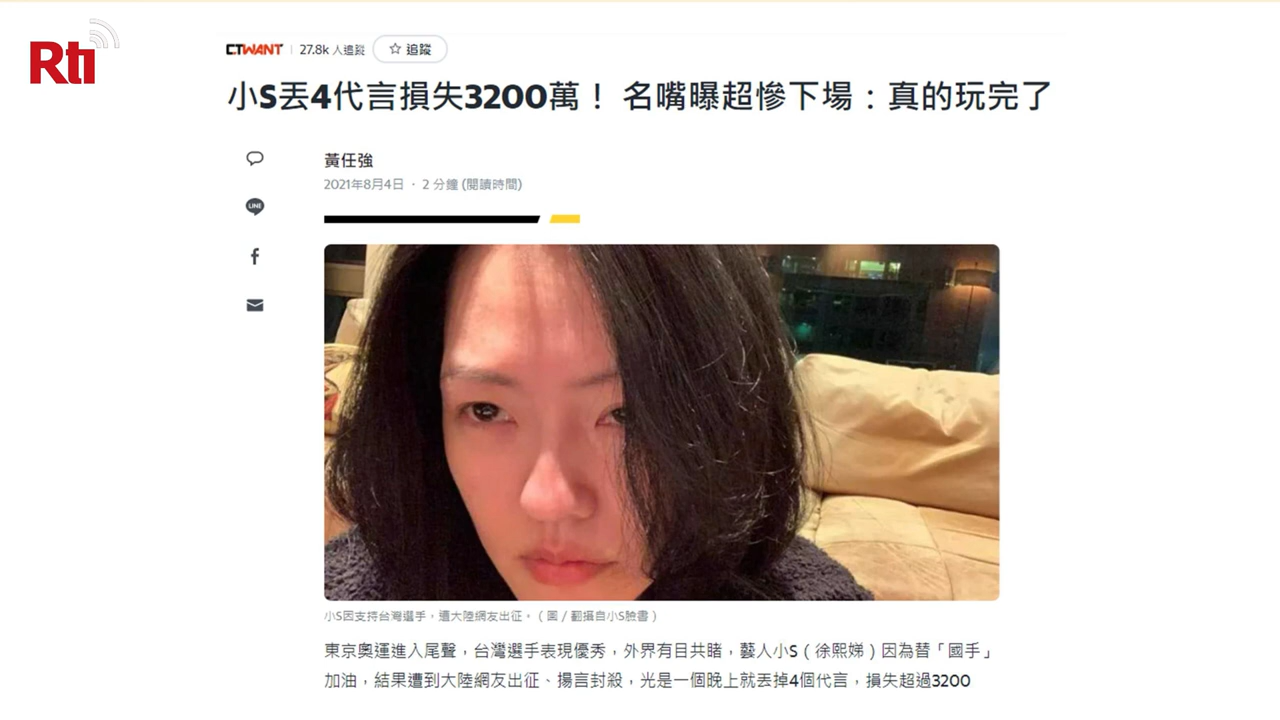 Rti
CTWANT | 27.8k 人追蹤 ☆ 追蹤
小S丟4代言損失3200萬！ 名嘴曝超慘下場：真的玩完了
黃任強
2021年8月4日 · 2 分鐘 (閱讀時間)
LINE
小S因支持台灣選手，遭大陸網友出征。（圖／翻攝自小S臉書）
東京奧運進入尾聲，台灣選手表現優秀，外界有目共睹，藝人小S（徐熙娣）因為替「國手」
加油，結果遭到大陸網友出征、揚言封殺，光是一個晚上就丟掉4個代言，損失超過3200